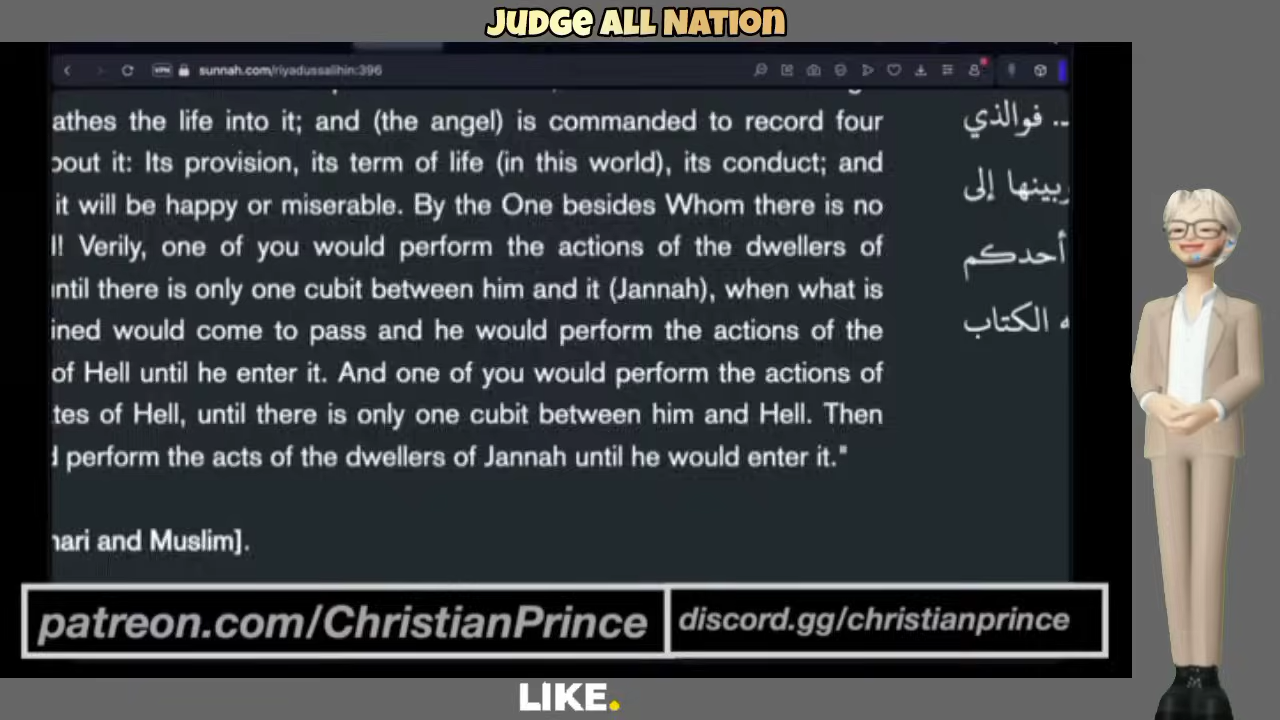 JUDGE ALL NATION
VPN sunnah.com/riyadussalihin:396
athes the life into it; and (the angel) is commanded to record four
bout it: Its provision, its term of life (in this world), its conduct; and
it will be happy or miserable. By the One besides Whom there is no
! Verily, one of you would perform the actions of the dwellers of
ntil there is only one cubit between him and it (Jannah), when what is
ined would come to pass and he would perform the actions of the
of Hell until he enter it. And one of you would perform the actions of
tes of Hell, until there is only one cubit between him and Hell. Then
perform the acts of the dwellers of Jannah until he would enter it."
hari and Muslim].
.. فوالذي
وبينها إلى
أحدكم
ه الكتاب
patreon.com/ChristianPrince
discord.gg/christianprince
LIKE.